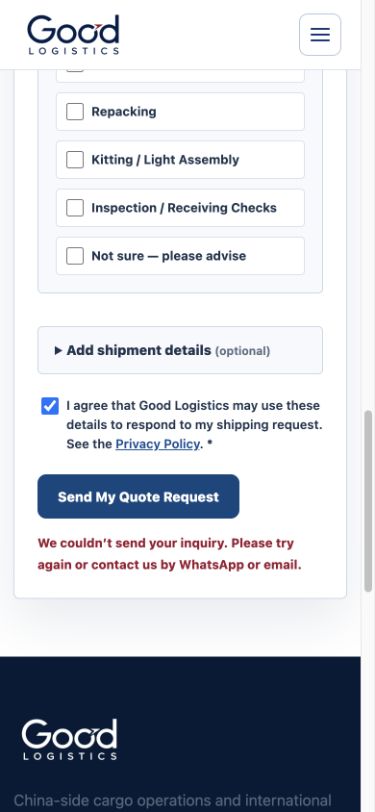 Good
LOGISTICS
Repacking
Kitting / Light Assembly
Inspection / Receiving Checks
Not sure — please advise
▶ Add shipment details (optional)
I agree that Good Logistics may use these
details to respond to my shipping request.
See the Privacy Policy. *
Send My Quote Request
We couldn’t send your inquiry. Please try
again or contact us by WhatsApp or email.
Good
LOGISTICS
China-side cargo operations and international